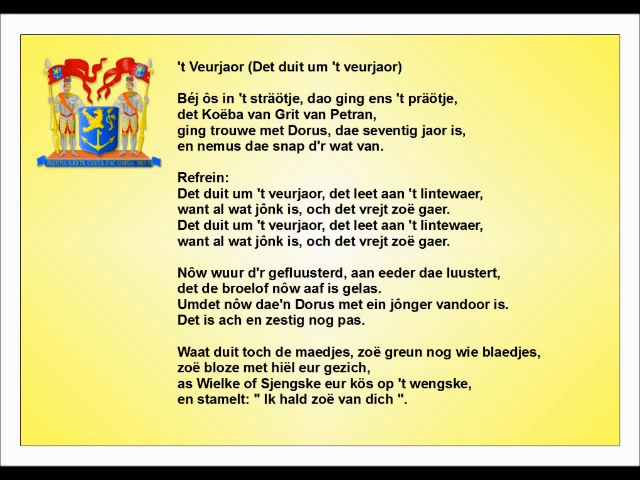 't Veurjaor (Det duit um 't veurjaor)
Béj ôs in 't sträötje, dao ging ens 't präötje,
det Koëba van Grit van Petran,
ging trouwe met Dorus, dae seventig jaor is,
en nemus dae snap d'r wat van.
Refrein:
Det duit um 't veurjaor, det leet aan 't lintewaer,
want al wat jônk is, och det vrejt zoë gaer.
Det duit um 't veurjaor, det leet aan 't lintewaer,
want al wat jônk is, och det vrejt zoë gaer.
Nôw wuur d'r gefluusterd, aan eeder dae luustert,
det de broelof nôw aaf is gelas.
Umdet nôw dae'n Dorus met ein jônger vandoor is.
Det is ach en zestig nog pas.
Waat duit toch de maedjes, zoë greun nog wie blaedjes,
zoë bloze met hiël eur gezich,
as Wielke of Sjengske eur kös op 't wengske,
en stamelt: " Ik hald zoë van dich ".